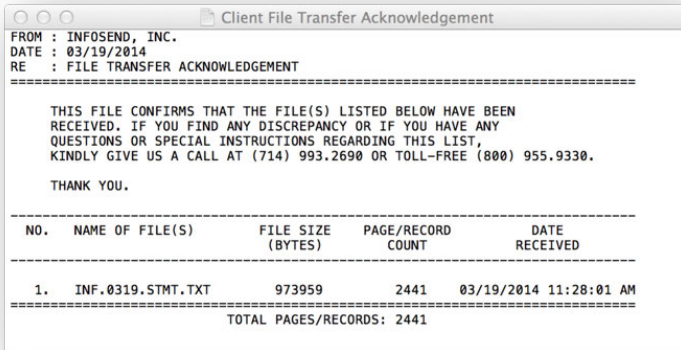 Client File Transfer Acknowledgement
FROM : INFOSEND, INC.
DATE : 03/19/2014
RE : FILE TRANSFER ACKNOWLEDGEMENT
THIS FILE CONFIRMS THAT THE FILE(S) LISTED BELOW HAVE BEEN
RECEIVED. IF YOU FIND ANY DISCREPANCY OR IF YOU HAVE ANY
QUESTIONS OR SPECIAL INSTRUCTIONS REGARDING THIS LIST,
KINDLY GIVE US A CALL AT (714) 993.2690 OR TOLL-FREE (800) 955.9330.
THANK YOU.
NO. NAME OF FILE(S) FILE SIZE PAGE/RECORD DATE
(BYTES) COUNT RECEIVED
1. INF.0319.STMT.TXT 973959 2441 03/19/2014 11:28:01 AM
TOTAL PAGES/RECORDS: 2441